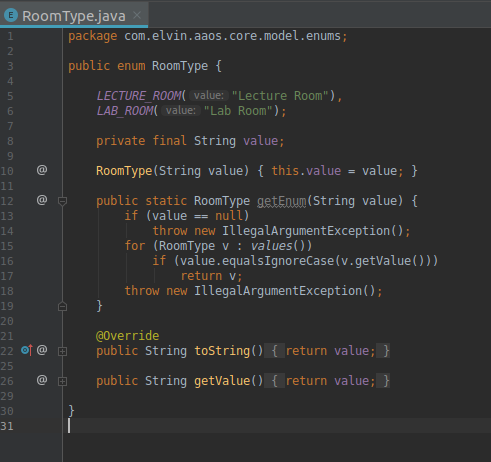 RoomType.java
1 package com.elvin.aaos.core.model.enums;
2
3 public enum RoomType {
4
5 LECTURE_ROOM( value: "Lecture Room"),
6 LAB_ROOM( value: "Lab Room");
7
8 private final String value;
9
10 @ RoomType(String value) { this.value = value; }
11
12 @ public static RoomType getEnum(String value) {
13 if (value == null)
14 throw new IllegalArgumentException();
15 for (RoomType v : values())
16 if (value.equalsIgnoreCase(v.getValue()))
17 return v;
18 throw new IllegalArgumentException();
19 }
20
21 @Override
22 @ public String toString() { return value; }
25
26 @ public String getValue() { return value; }
29
30 }
31